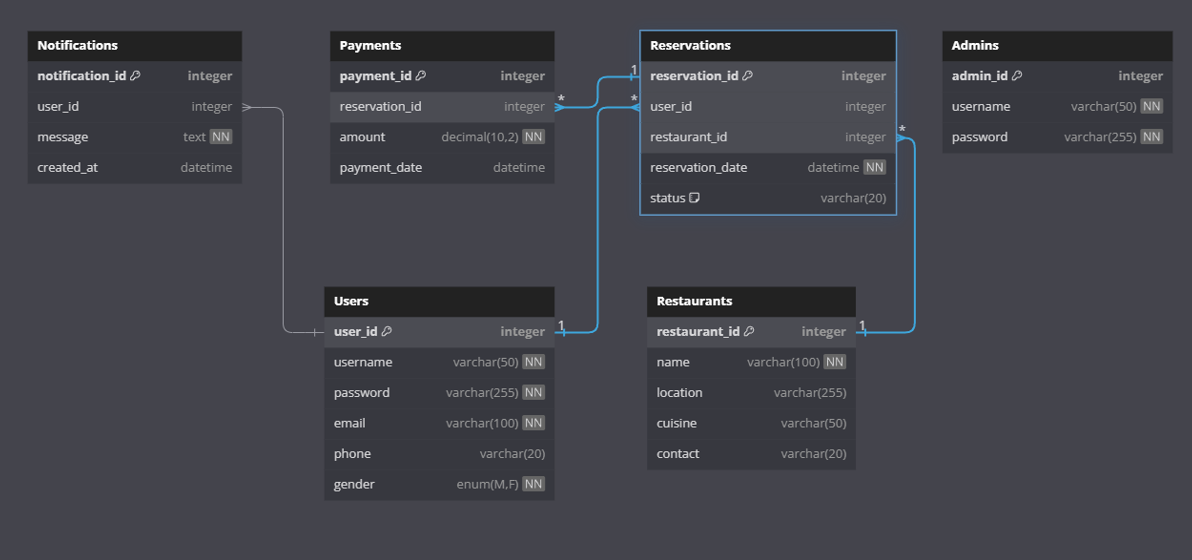 Notifications
notification_id integer
user_id integer
message text NN
created_at datetime
Payments
payment_id integer
reservation_id integer
amount decimal(10,2) NN
payment_date datetime
* 1
*
Reservations
reservation_id integer
user_id integer
restaurant_id integer
reservation_date datetime NN
status varchar(20)
*
Admins
admin_id integer
username varchar(50) NN
password varchar(255) NN
Users
user_id integer
username varchar(50) NN
password varchar(255) NN
email varchar(100) NN
phone varchar(20)
gender enum(M,F) NN
1
Restaurants
restaurant_id integer
name varchar(100) NN
location varchar(255)
cuisine varchar(50)
contact varchar(20)
1